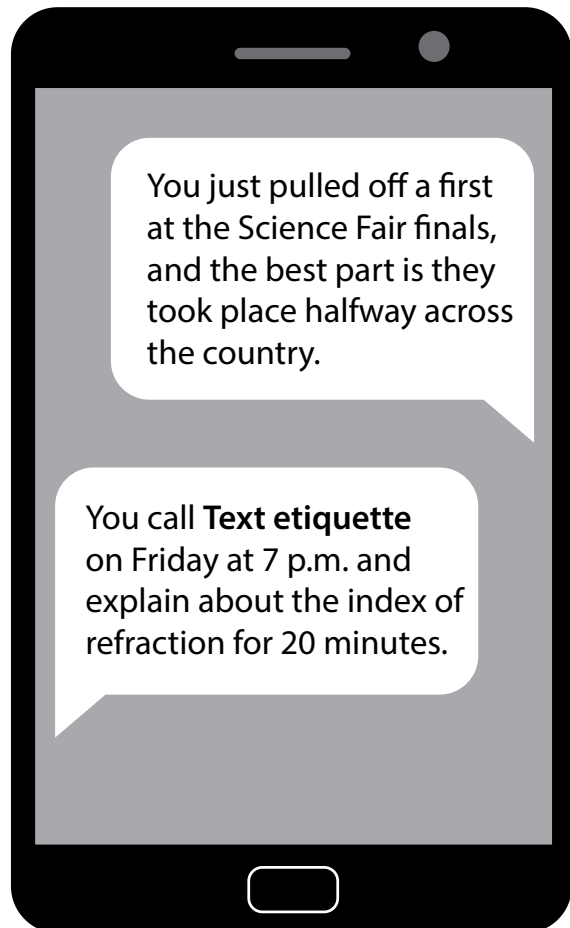 You just pulled off a first
at the Science Fair finals,
and the best part is they
took place halfway across
the country.
You call Text etiquette
on Friday at 7 p.m. and
explain about the index of
refraction for 20 minutes.